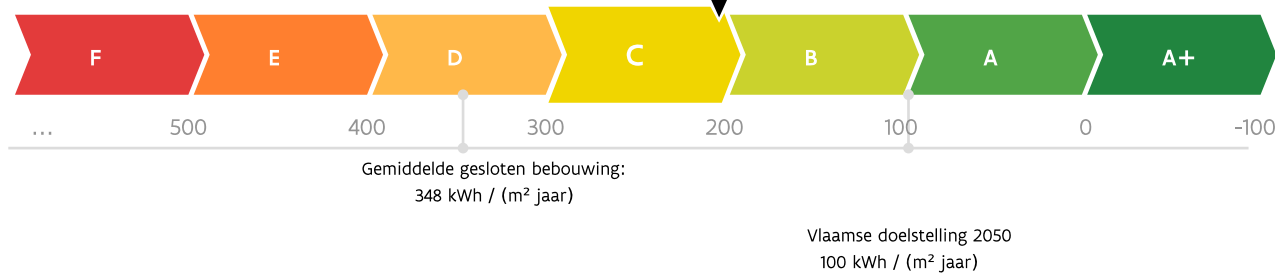 F E D C B A A+
... 500 400 300 200 100 0 -100
Gemiddelde gesloten bebouwing:
348 kWh / (m² jaar)
Vlaamse doelstelling 2050
100 kWh / (m² jaar)